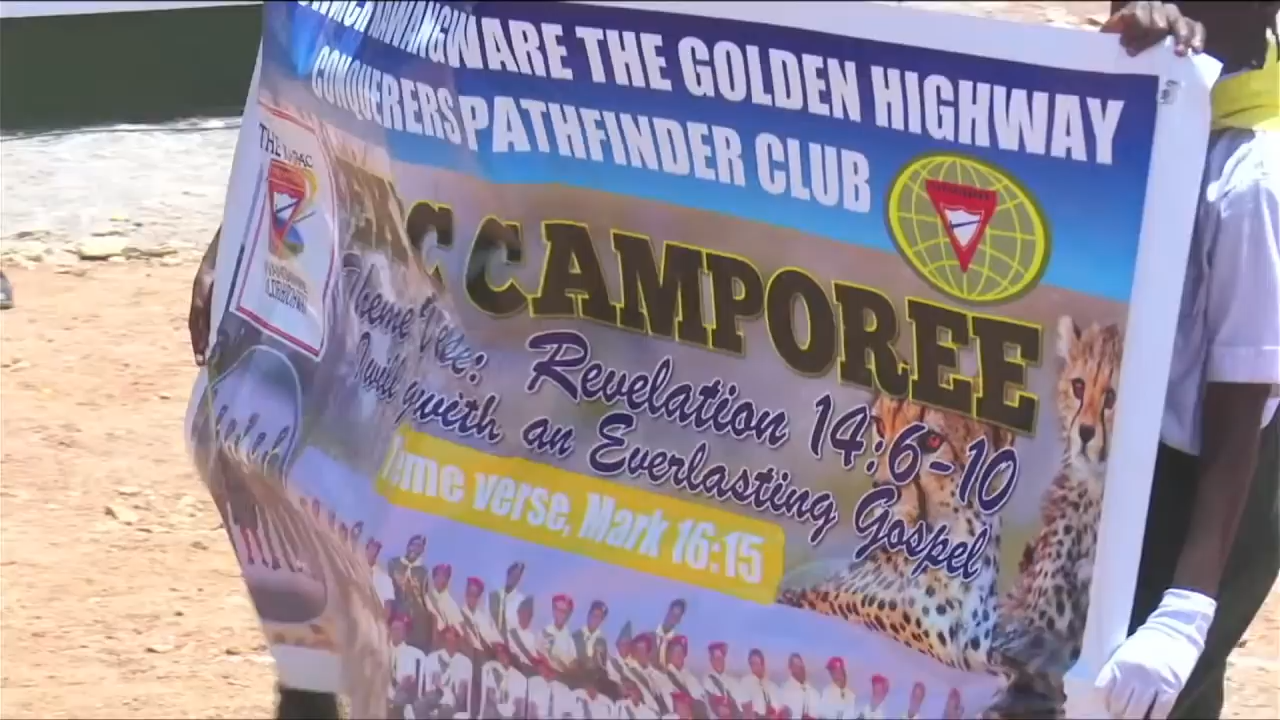 KAWANGWARE THE GOLDEN HIGHWAY
CONQUERERS PATHFINDER CLUB
CAMPOREE
Theme Verse: Revelation 14:6-10
I will go with an Everlasting Gospel
Theme verse, Mark 16:15